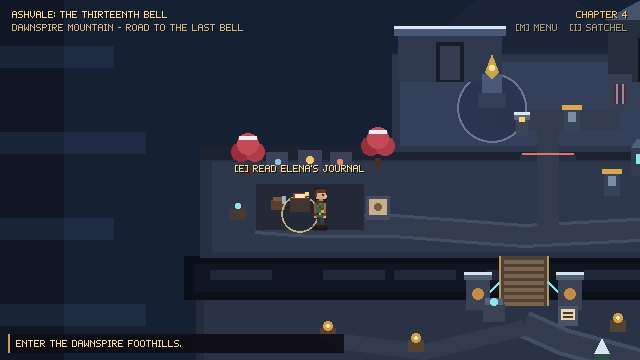 ASHVALE: THE THIRTEENTH BELL
DAWNSPIRE MOUNTAIN - ROAD TO THE LAST BELL
CHAPTER 4
[M] MENU [I] SATCHEL
[E] READ ELENA'S JOURNAL
ENTER THE DAWNSPIRE FOOTHILLS.